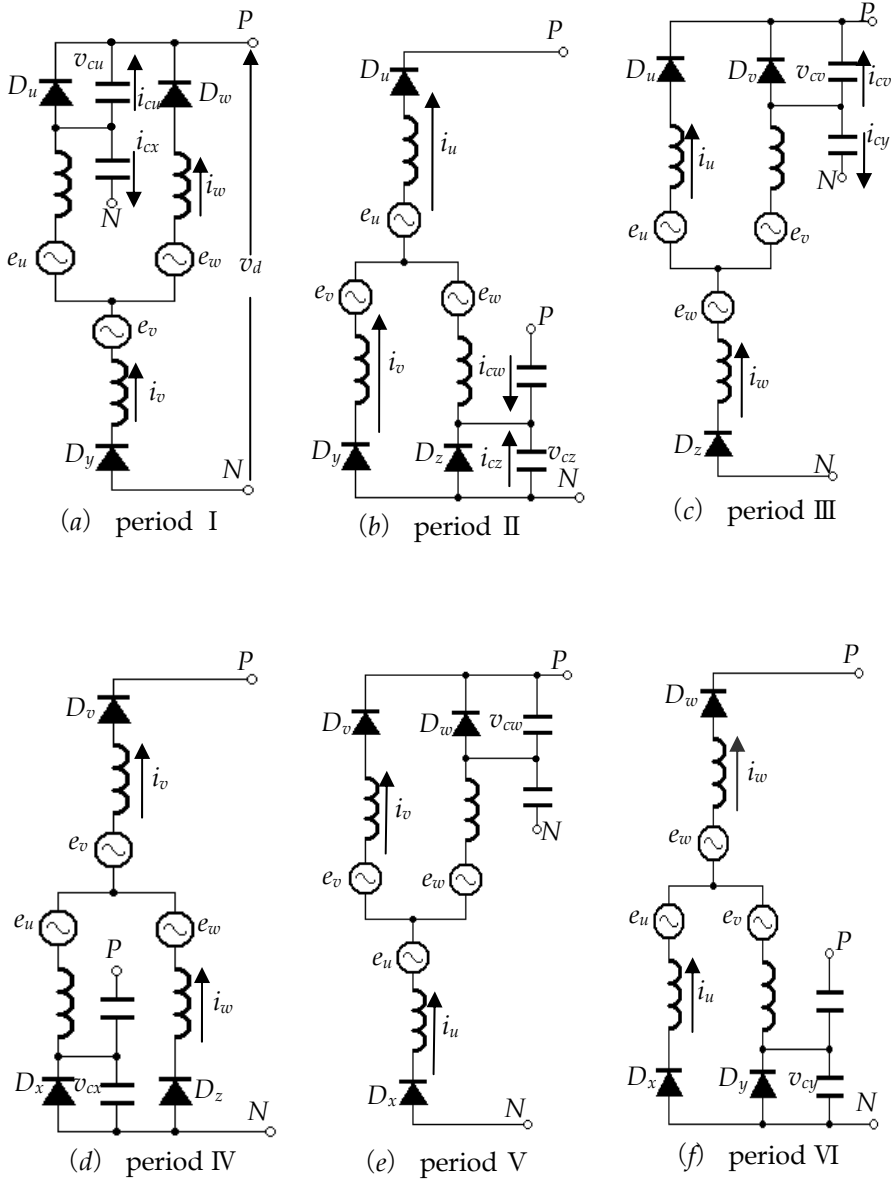 P
v_cu
D_u
i_cu
D_w
i_cx
i_w
N
e_u
e_w
v_d
e_v
i_v
D_y
N
(a) period I
P
D_u
i_u
e_u
e_v
e_w
P
i_v
i_cw
D_y
D_z
i_cz
v_cz
N
(b) period II
P
D_u
D_v
v_cv
i_cv
i_u
i_cy
N
e_u
e_v
e_w
i_w
D_z
N
(c) period III
P
D_v
i_v
e_v
e_u
e_w
P
i_w
D_x
v_cx
D_z
N
(d) period IV
P
D_v
D_w
v_cw
i_v
N
e_v
e_w
e_u
i_u
D_x
N
(e) period V
P
D_w
i_w
e_w
e_u
e_v
P
i_u
D_x
D_y
v_cy
N
(f) period VI